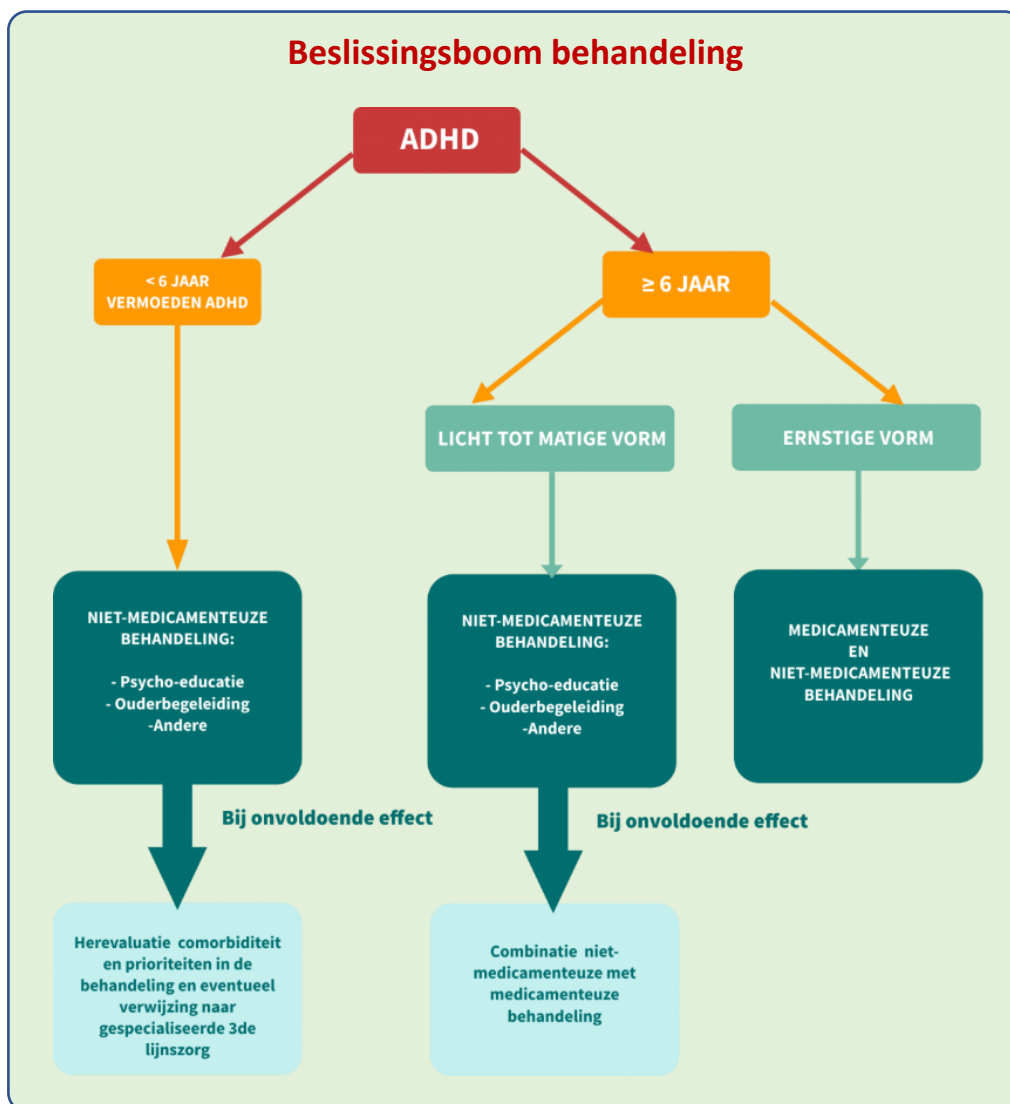 Beslissingsboom behandeling
ADHD
< 6 JAAR
VERMOEDEN ADHD
≥ 6 JAAR
LICHT TOT MATIGE VORM
ERNSTIGE VORM
NIET-MEDICAMENTEUZE
BEHANDELING:
- Psycho-educatie
- Ouderbegeleiding
-Andere
NIET-MEDICAMENTEUZE
BEHANDELING:
- Psycho-educatie
- Ouderbegeleiding
-Andere
MEDICAMENTEUZE
EN
NIET-MEDICAMENTEUZE
BEHANDELING
Bij onvoldoende effect
Bij onvoldoende effect
Herevaluatie comorbiditeit
en prioriteiten in de
behandeling en eventueel
verwijzing naar
gespecialiseerde 3de
lijnszorg
Combinatie niet-
medicamenteuze met
medicamenteuze
behandeling